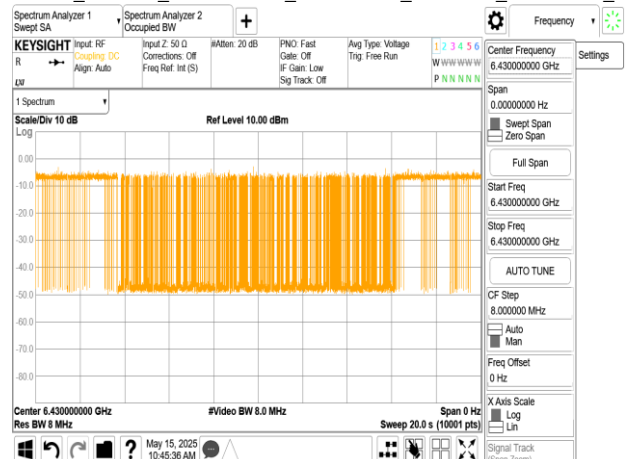 Spectrum Analyzer 1
Swept SA
Spectrum Analyzer 2
Occupied BW
+
Frequency
KEYSIGHT
R
Input: RF
Coupling: DC
Align: Auto
Input Z: 50 Ω
Corrections: Off
Freq Ref: Int (S)
#Atten: 20 dB
PNO: Fast
Gate: Off
IF Gain: Low
Sig Track: Off
Avg Type: Voltage
Trig: Free Run
1 2 3 4 5 6
W W W W W W
P N N N N N
LXI
Center Frequency
6.430000000 GHz
Settings
Span
0.00000000 Hz
Swept Span
Zero Span
Full Span
Start Freq
6.430000000 GHz
Stop Freq
6.430000000 GHz
AUTO TUNE
CF Step
8.000000 MHz
Auto
Man
Freq Offset
0 Hz
X Axis Scale
Log
Lin
Signal Track
(Span Zoom)
1 Spectrum
Scale/Div 10 dB
Ref Level 10.00 dBm
Log
0.00
-10.0
-20.0
-30.0
-40.0
-50.0
-60.0
-70.0
-80.0
Center 6.430000000 GHz
#Video BW 8.0 MHz
Span 0 Hz
Res BW 8 MHz
Sweep 20.0 s (10001 pts)
?
May 15, 2025
10:45:36 AM